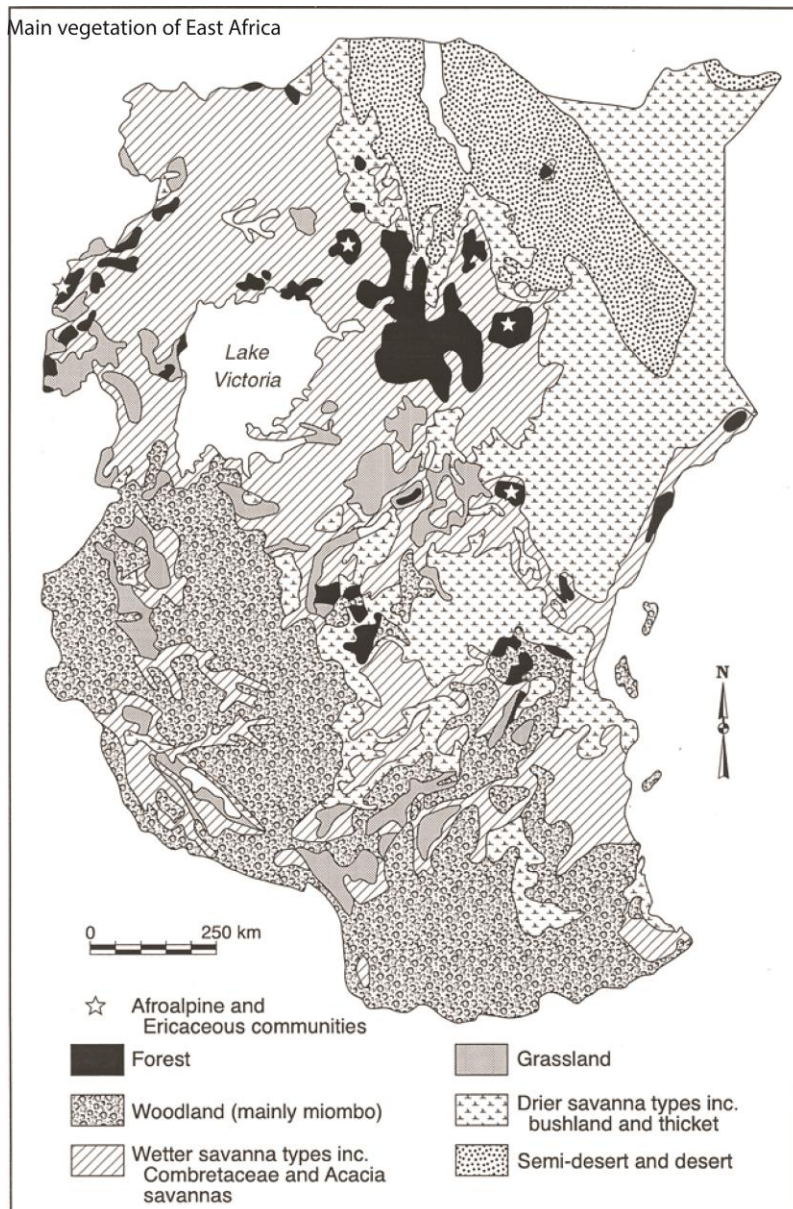 Main vegetation of East Africa
Lake
Victoria
N
0 250 km
Afroalpine and
Ericaceous communities
Forest
Grassland
Woodland (mainly miombo)
Drier savanna types inc.
bushland and thicket
Wetter savanna types inc.
Combretaceae and Acacia
savannas
Semi-desert and desert